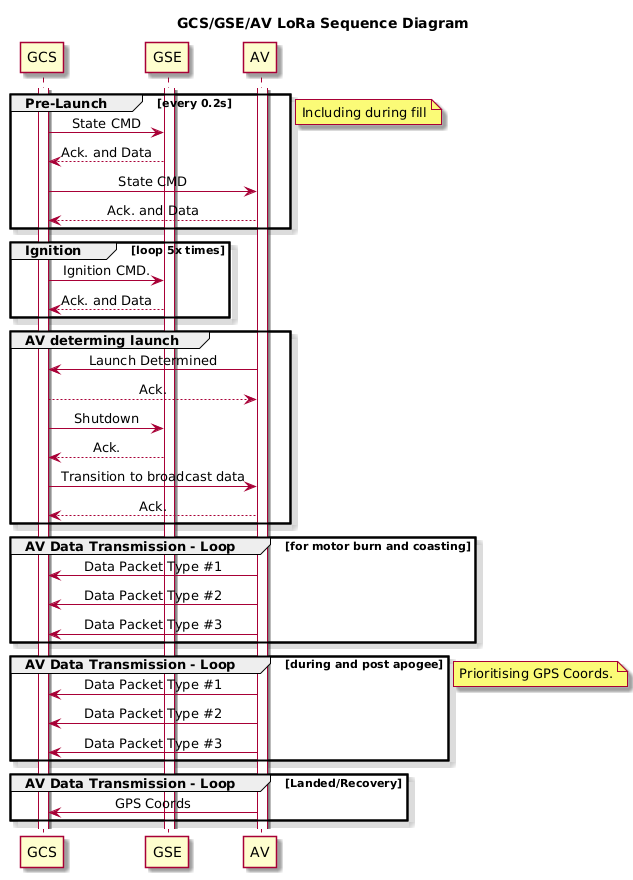 GCS/GSE/AV LoRa Sequence Diagram
GCS GSE AV
Pre-Launch [every 0.2s]
Including during fill
State CMD
Ack. and Data
State CMD
Ack. and Data
Ignition [loop 5x times]
Ignition CMD.
Ack. and Data
AV determing launch
Launch Determined
Ack.
Shutdown
Ack.
Transition to broadcast data
Ack.
AV Data Transmission - Loop [for motor burn and coasting]
Data Packet Type #1
Data Packet Type #2
Data Packet Type #3
AV Data Transmission - Loop [during and post apogee]
Prioritising GPS Coords.
Data Packet Type #1
Data Packet Type #2
Data Packet Type #3
AV Data Transmission - Loop [Landed/Recovery]
GPS Coords
GCS GSE AV